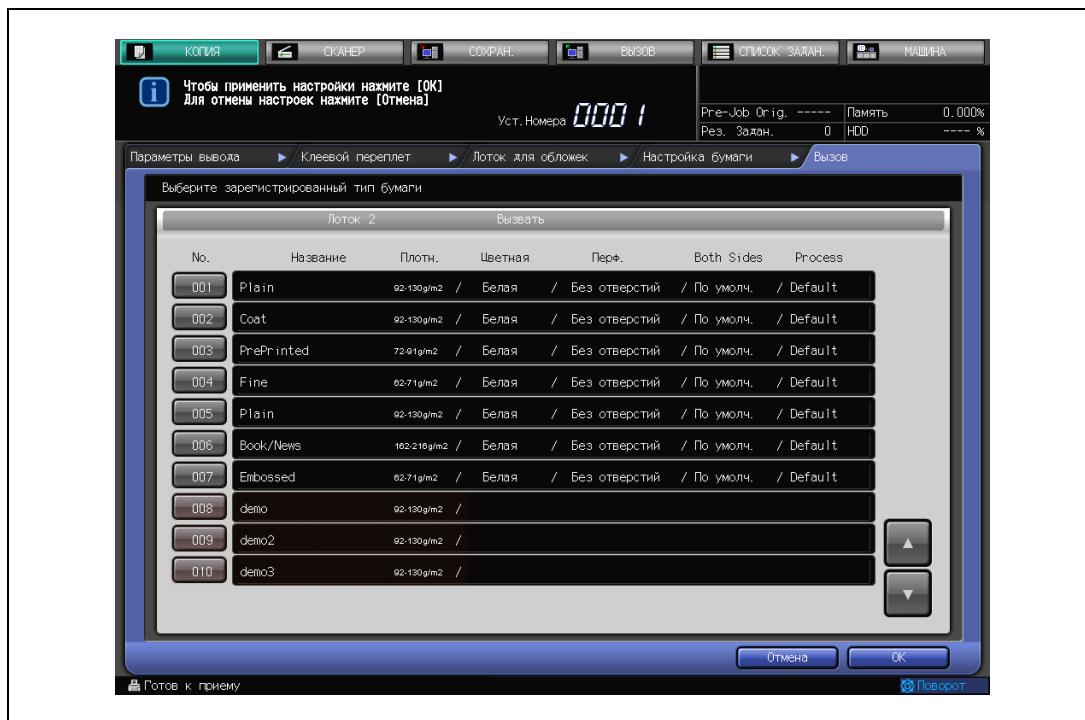 КОПИЯ СКАНЕР СОХРАН. ВЫЗОВ СПИСОК ЗАДАН. МАШИНА
Чтобы применить настройки нажмите [OK]
Для отмены настроек нажмите [Отмена]
Уст.Номера 0001
Pre-Job Orig. ----- Память 0.000%
Рез. Задан. 0 HDD ---- %
Параметры вывода ▶ Клеевой переплет ▶ Лоток для обложек ▶ Настройка бумаги ▶ Вызов
Выберите зарегистрированный тип бумаги
Лоток 2 Вызвать
No. Название Плотн. Цветная Перф. Both Sides Process
001 Plain 92-130g/m2 / Белая / Без отверстий / По умолч. / Default
002 Coat 92-130g/m2 / Белая / Без отверстий / По умолч. / Default
003 PrePrinted 72-91g/m2 / Белая / Без отверстий / По умолч. / Default
004 Fine 62-71g/m2 / Белая / Без отверстий / По умолч. / Default
005 Plain 92-130g/m2 / Белая / Без отверстий / По умолч. / Default
006 Book/News 162-216g/m2 / Белая / Без отверстий / По умолч. / Default
007 Embossed 62-71g/m2 / Белая / Без отверстий / По умолч. / Default
008 demo 92-130g/m2 /
009 demo2 92-130g/m2 /
010 demo3 92-130g/m2 /
Отмена OK
Готов к приему Поворот